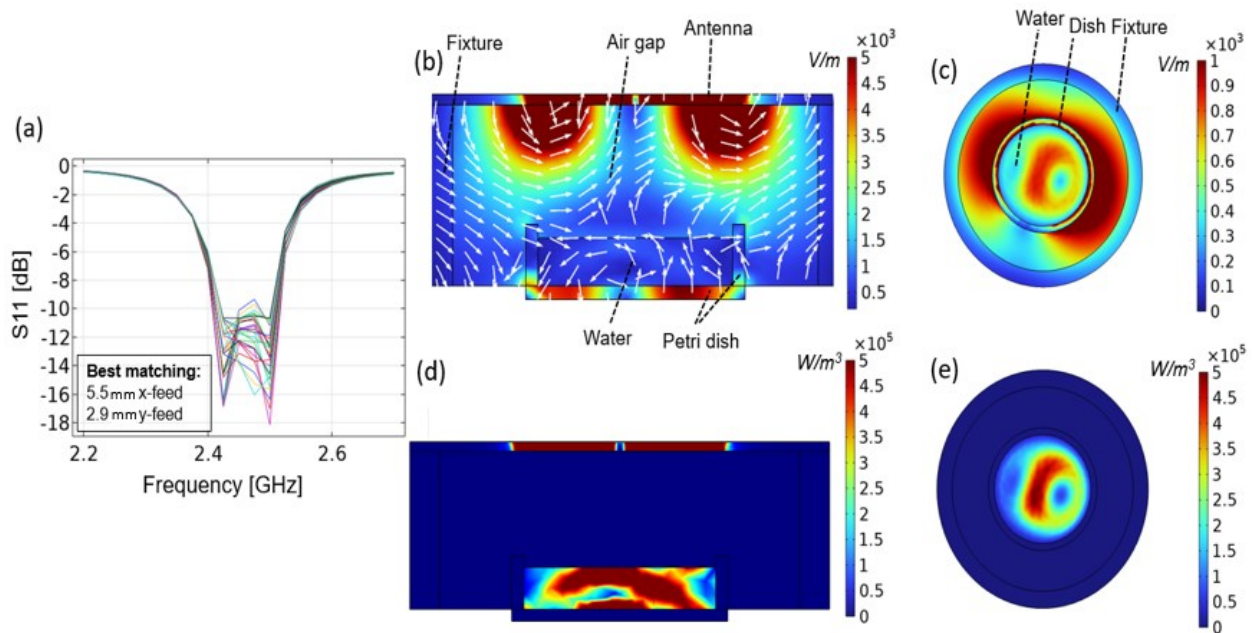 (a)
0
-2
-4
-6
-8
-10
-12
-14
-16
-18
S11 [dB]
Best matching:
5.5mm x-feed
2.9mm y-feed
2.2
2.4
2.6
Frequency [GHz]
(b)
Fixture
Air gap
Antenna
V/m
×10³
5
4.5
4
3.5
3
2.5
2
1.5
1
0.5
Water
Petri dish
(c)
Water
Dish Fixture
V/m
×10³
1
0.9
0.8
0.7
0.6
0.5
0.4
0.3
0.2
0.1
0
(d)
W/m³
×10⁵
5
4.5
4
3.5
3
2.5
2
1.5
1
0.5
0
(e)
W/m³
×10⁵
5
4.5
4
3.5
3
2.5
2
1.5
1
0.5
0